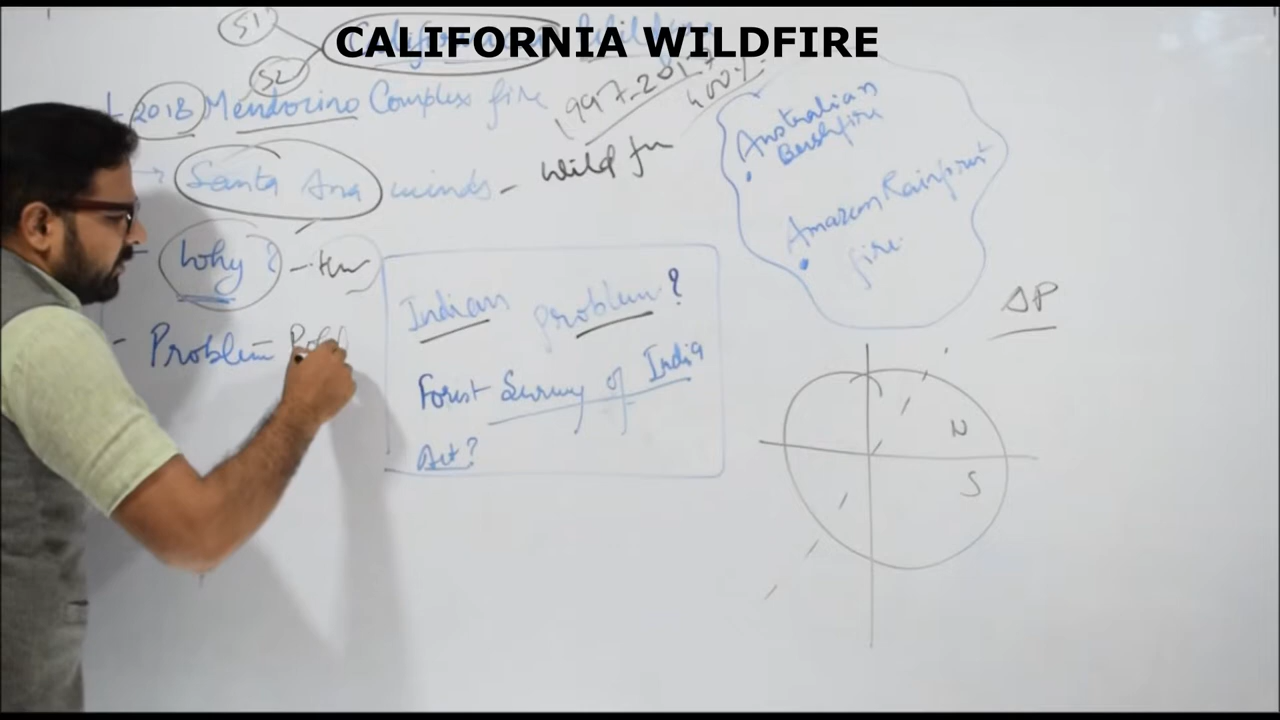 CALIFORNIA WILDFIRE
S1
S2
2018 Mendocino Complex fire
1997-2017
400%
Santa Ana winds - wild
Why?
Problem -
Indian problem?
Forest Survey of India
Act?
Australian
Bushfire
Amazon Rainforest
fire
ΔP
N
S